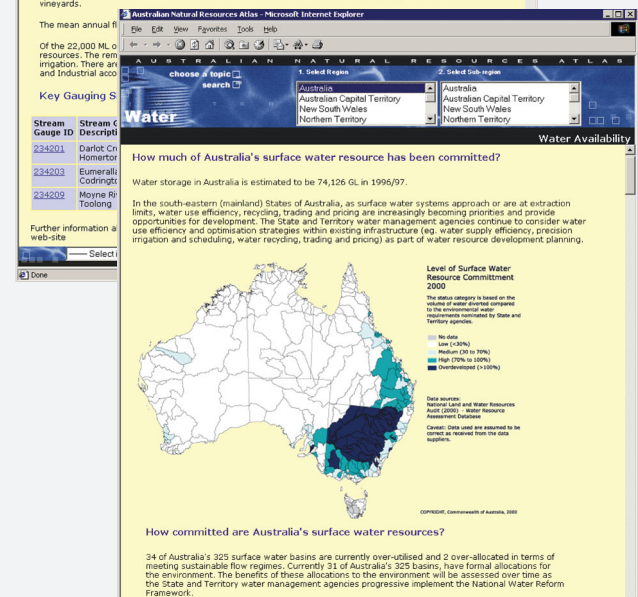 vineyards.
The mean annual fl
Of the 22,000 ML o
resources. The rem
irrigation. There are
and Industrial acco
Key Gauging S
Stream Gauge ID
Stream G
Descripti
234201
Darlot Cr
Homertor
234203
Eumeralla
Codringto
234209
Moyne Ri
Toolong
Further information a
web-site
Select i
Done
Australian Natural Resources Atlas - Microsoft Internet Explorer
File Edit View Favorites Tools Help
AUSTRALIAN NATURAL RESOURCES ATLAS
choose a topic
search
Water
1. Select Region
Australia
Australian Capital Territory
New South Wales
Northern Territory
2. Select Sub-region
Australia
Australian Capital Territory
New South Wales
Northern Territory
Water Availability
How much of Australia's surface water resource has been committed?
Water storage in Australia is estimated to be 74,126 GL in 1996/97.
In the south-eastern (mainland) States of Australia, as surface water systems approach or are at extraction
limits, water use efficiency, recycling, trading and pricing are increasingly becoming priorities and provide
opportunities for development. The State and Territory water management agencies continue to consider water
use efficiency and optimisation strategies within existing infrastructure (eg. water supply efficiency, precision
irrigation and scheduling, water recycling, trading and pricing) as part of water resource development planning.
Level of Surface Water
Resource Committment
2000
The status category is based on the
volume of water diverted compared
to the environmental water
requirements nominated by State and
Territory agencies.
No data
Low (<30%)
Medium (30 to 70%)
High (70% to 100%)
Overdeveloped (>100%)
Data sources:
National Land and Water Resources
Audit (2000) - Water Resource
Assessment Database
Caveat: Data used are assumed to be
correct as received from the data
suppliers.
COPYRIGHT, Commonwealth of Australia, 2000
How committed are Australia's surface water resources?
34 of Australia's 325 surface water basins are currently over-utilised and 2 over-allocated in terms of
meeting sustainable flow regimes. Currently 31 of Australia's 325 basins, have formal allocations for
the environment. The benefits of these allocations to the environment will be assessed over time as
the State and Territory water management agencies progressive implement the National Water Reform
Framework.